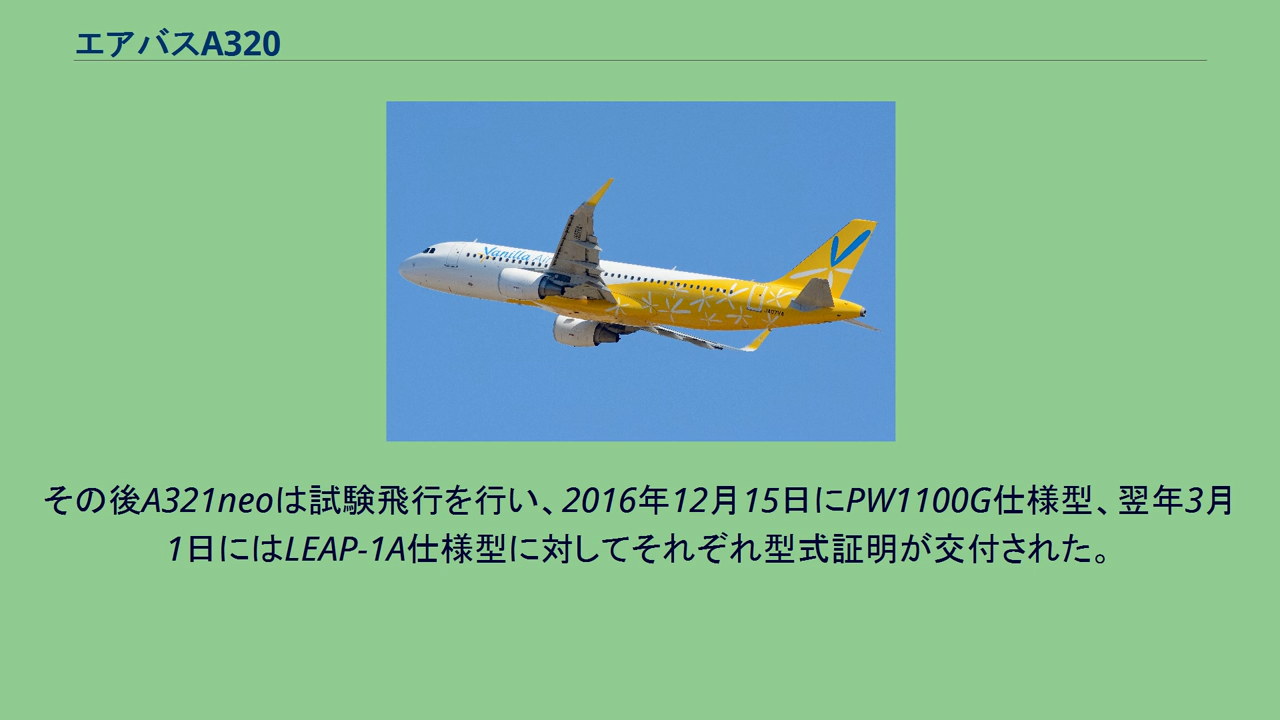 エアバスA320
Vanilla Air
その後A321neoは試験飛行を行い、2016年12月15日にPW1100G仕様型、翌年3月
1日にはLEAP-1A仕様型に対してそれぞれ型式証明が交付された。